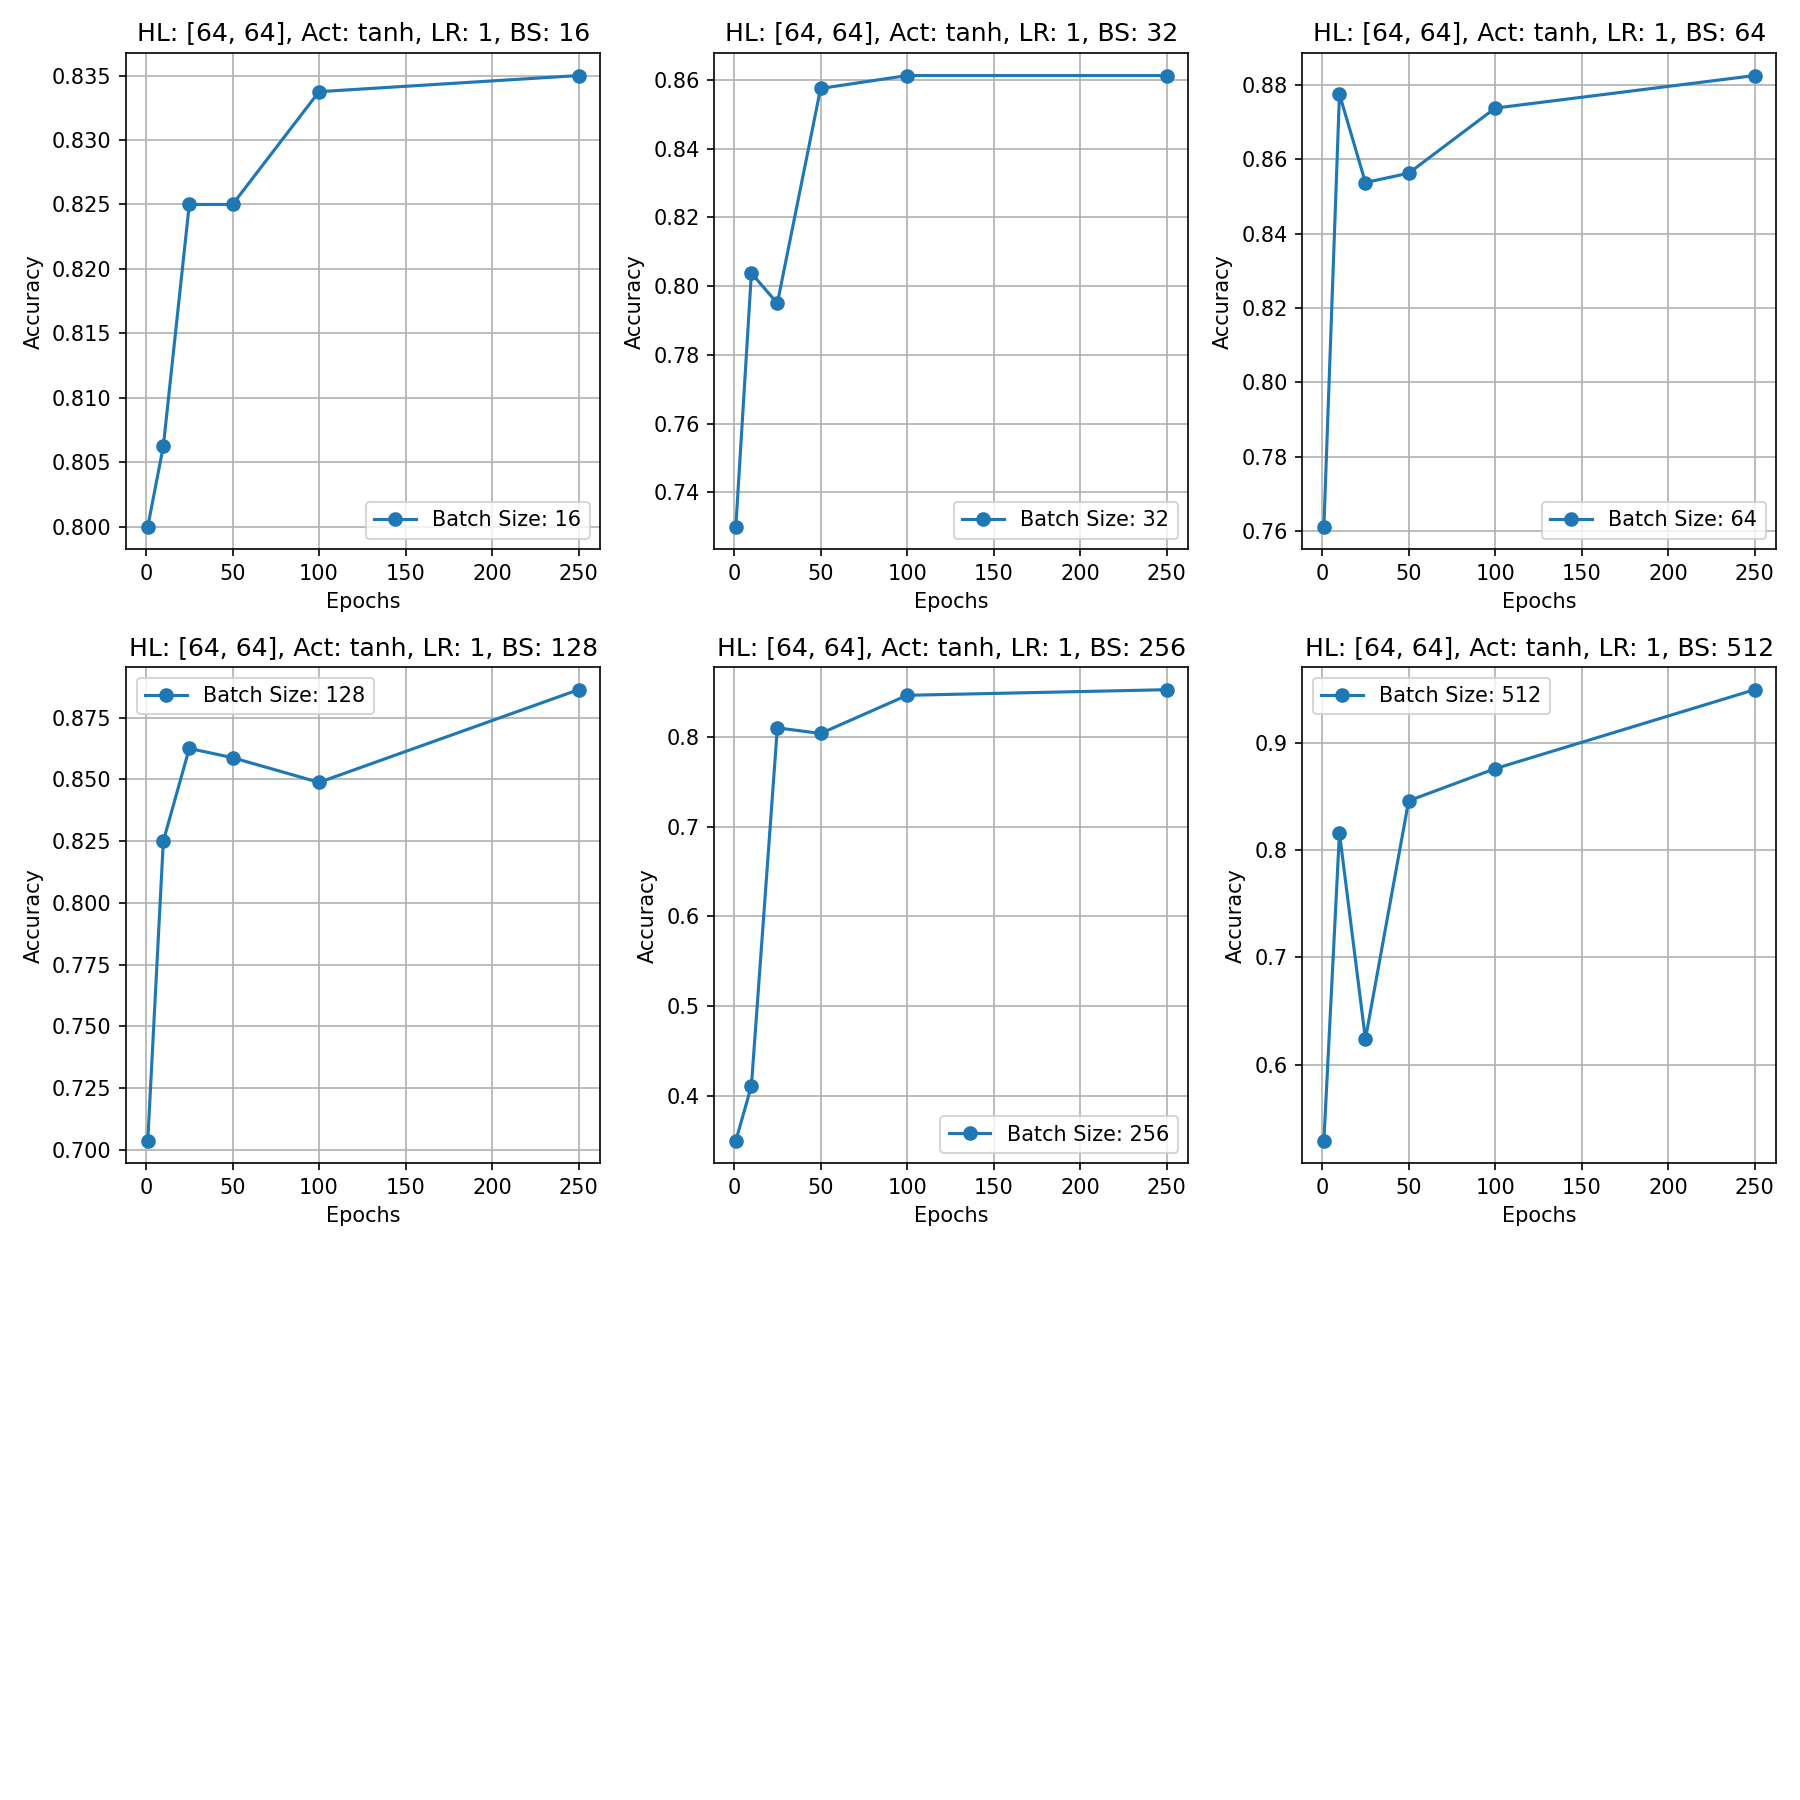 HL: [64, 64], Act: tanh, LR: 1, BS: 16
0.835
0.830
0.825
0.820
0.815
0.810
0.805
0.800
Accuracy
Batch Size: 16
0 50 100 150 200 250
Epochs
HL: [64, 64], Act: tanh, LR: 1, BS: 32
0.86
0.84
0.82
0.80
0.78
0.76
0.74
Accuracy
Batch Size: 32
0 50 100 150 200 250
Epochs
HL: [64, 64], Act: tanh, LR: 1, BS: 64
0.88
0.86
0.84
0.82
0.80
0.78
0.76
Accuracy
Batch Size: 64
0 50 100 150 200 250
Epochs
HL: [64, 64], Act: tanh, LR: 1, BS: 128
Batch Size: 128
0.875
0.850
0.825
0.800
0.775
0.750
0.725
0.700
Accuracy
0 50 100 150 200 250
Epochs
HL: [64, 64], Act: tanh, LR: 1, BS: 256
0.8
0.7
0.6
0.5
0.4
Accuracy
Batch Size: 256
0 50 100 150 200 250
Epochs
HL: [64, 64], Act: tanh, LR: 1, BS: 512
Batch Size: 512
0.9
0.8
0.7
0.6
Accuracy
0 50 100 150 200 250
Epochs